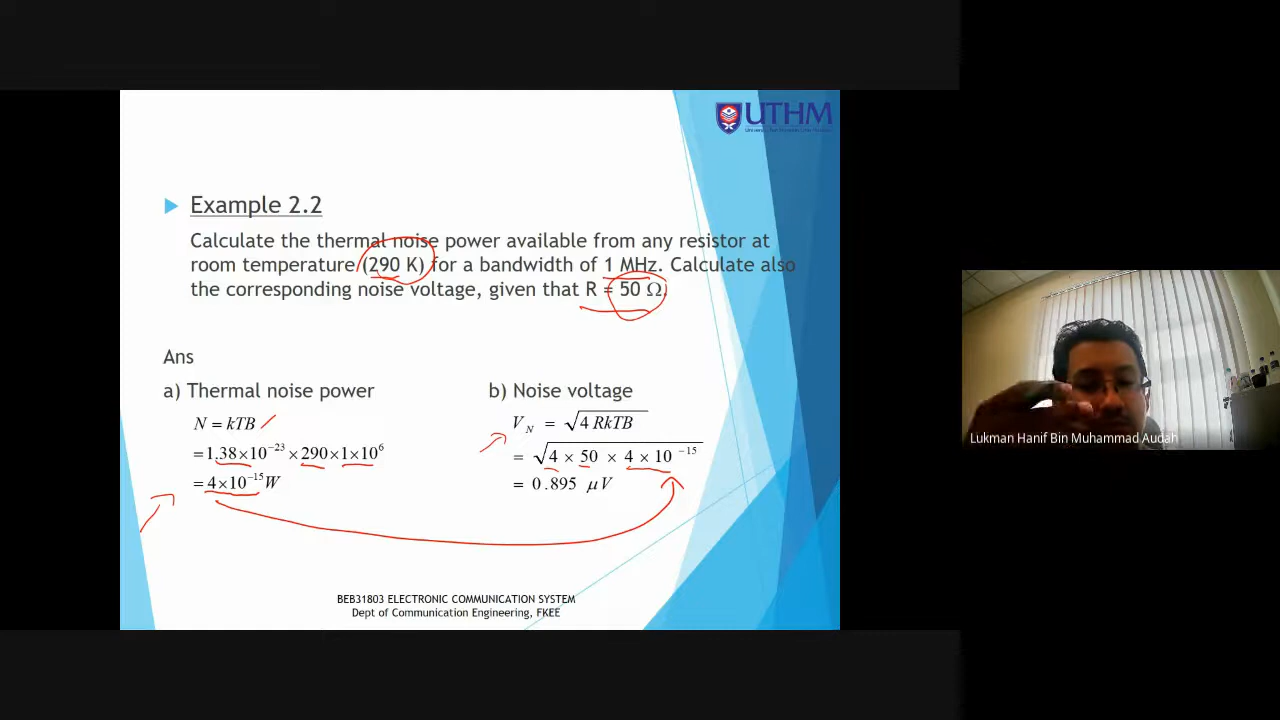 UTHM
Example 2.2
Calculate the thermal noise power available from any resistor at
room temperature (290 K) for a bandwidth of 1 MHz. Calculate also
the corresponding noise voltage, given that R = 50 Ω.
Ans
a) Thermal noise power
N = kTB
= 1.38×10⁻²³ × 290 × 1×10⁶
= 4×10⁻¹⁵ W
b) Noise voltage
V_N = √4 RkTB
= √4 × 50 × 4 × 10⁻¹⁵
= 0.895 μV
BEB31803 ELECTRONIC COMMUNICATION SYSTEM
Dept of Communication Engineering, FKEE
Lukman Hanif Bin Muhammad Audah